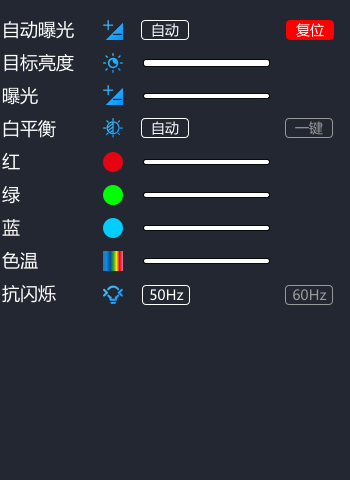 自动曝光 自动 复位
目标亮度
曝光
白平衡 自动 一键
红
绿
蓝
色温
抗闪烁 50Hz 60Hz